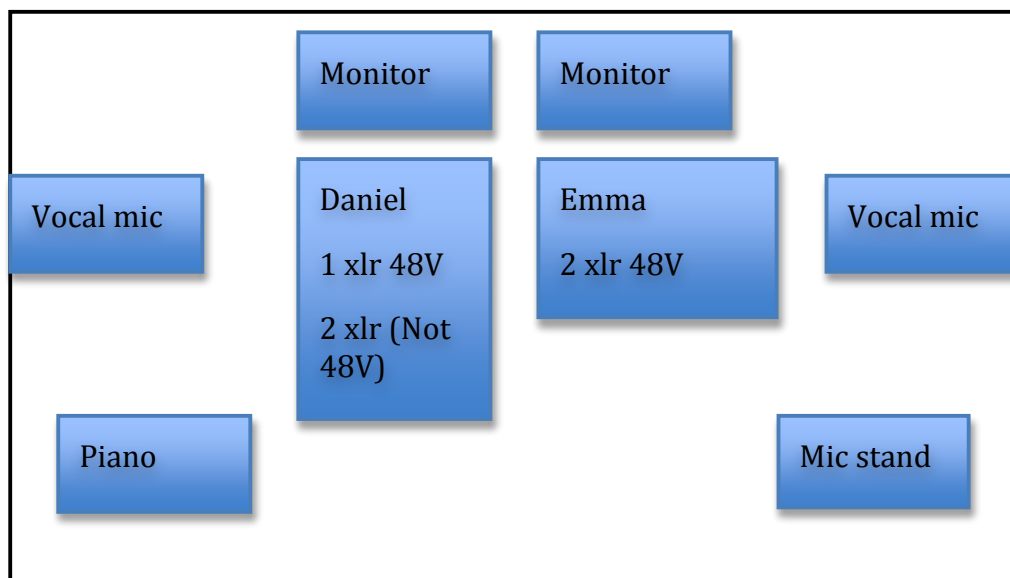 Monitor
Monitor
Vocal mic
Daniel
1 xlr 48V
2 xlr (Not
48V)
Emma
2 xlr 48V
Vocal mic
Piano
Mic stand